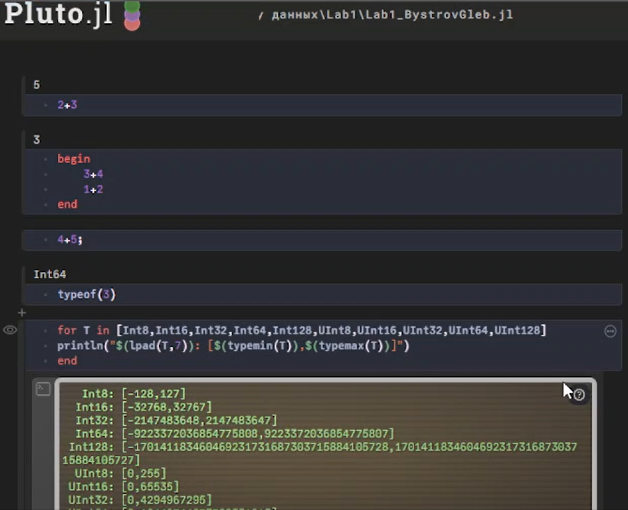 Pluto.jl
/ данных\Lab1\Lab1_BystrovGleb.jl
5
2+3
3
begin
3+4
1+2
end
4+5;
Int64
typeof(3)
for T in [Int8,Int16,Int32,Int64,Int128,UInt8,UInt16,UInt32,UInt64,UInt128]
println("$(lpad(T,7)): [$(typemin(T)),$(typemax(T))]")
end
Int8: [-128,127]
Int16: [-32768,32767]
Int32: [-2147483648,2147483647]
Int64: [-9223372036854775808,9223372036854775807]
Int128: [-170141183460469231731687303715884105728,1701411834604692317316873037
15884105727]
UInt8: [0,255]
UInt16: [0,65535]
UInt32: [0,4294967295]